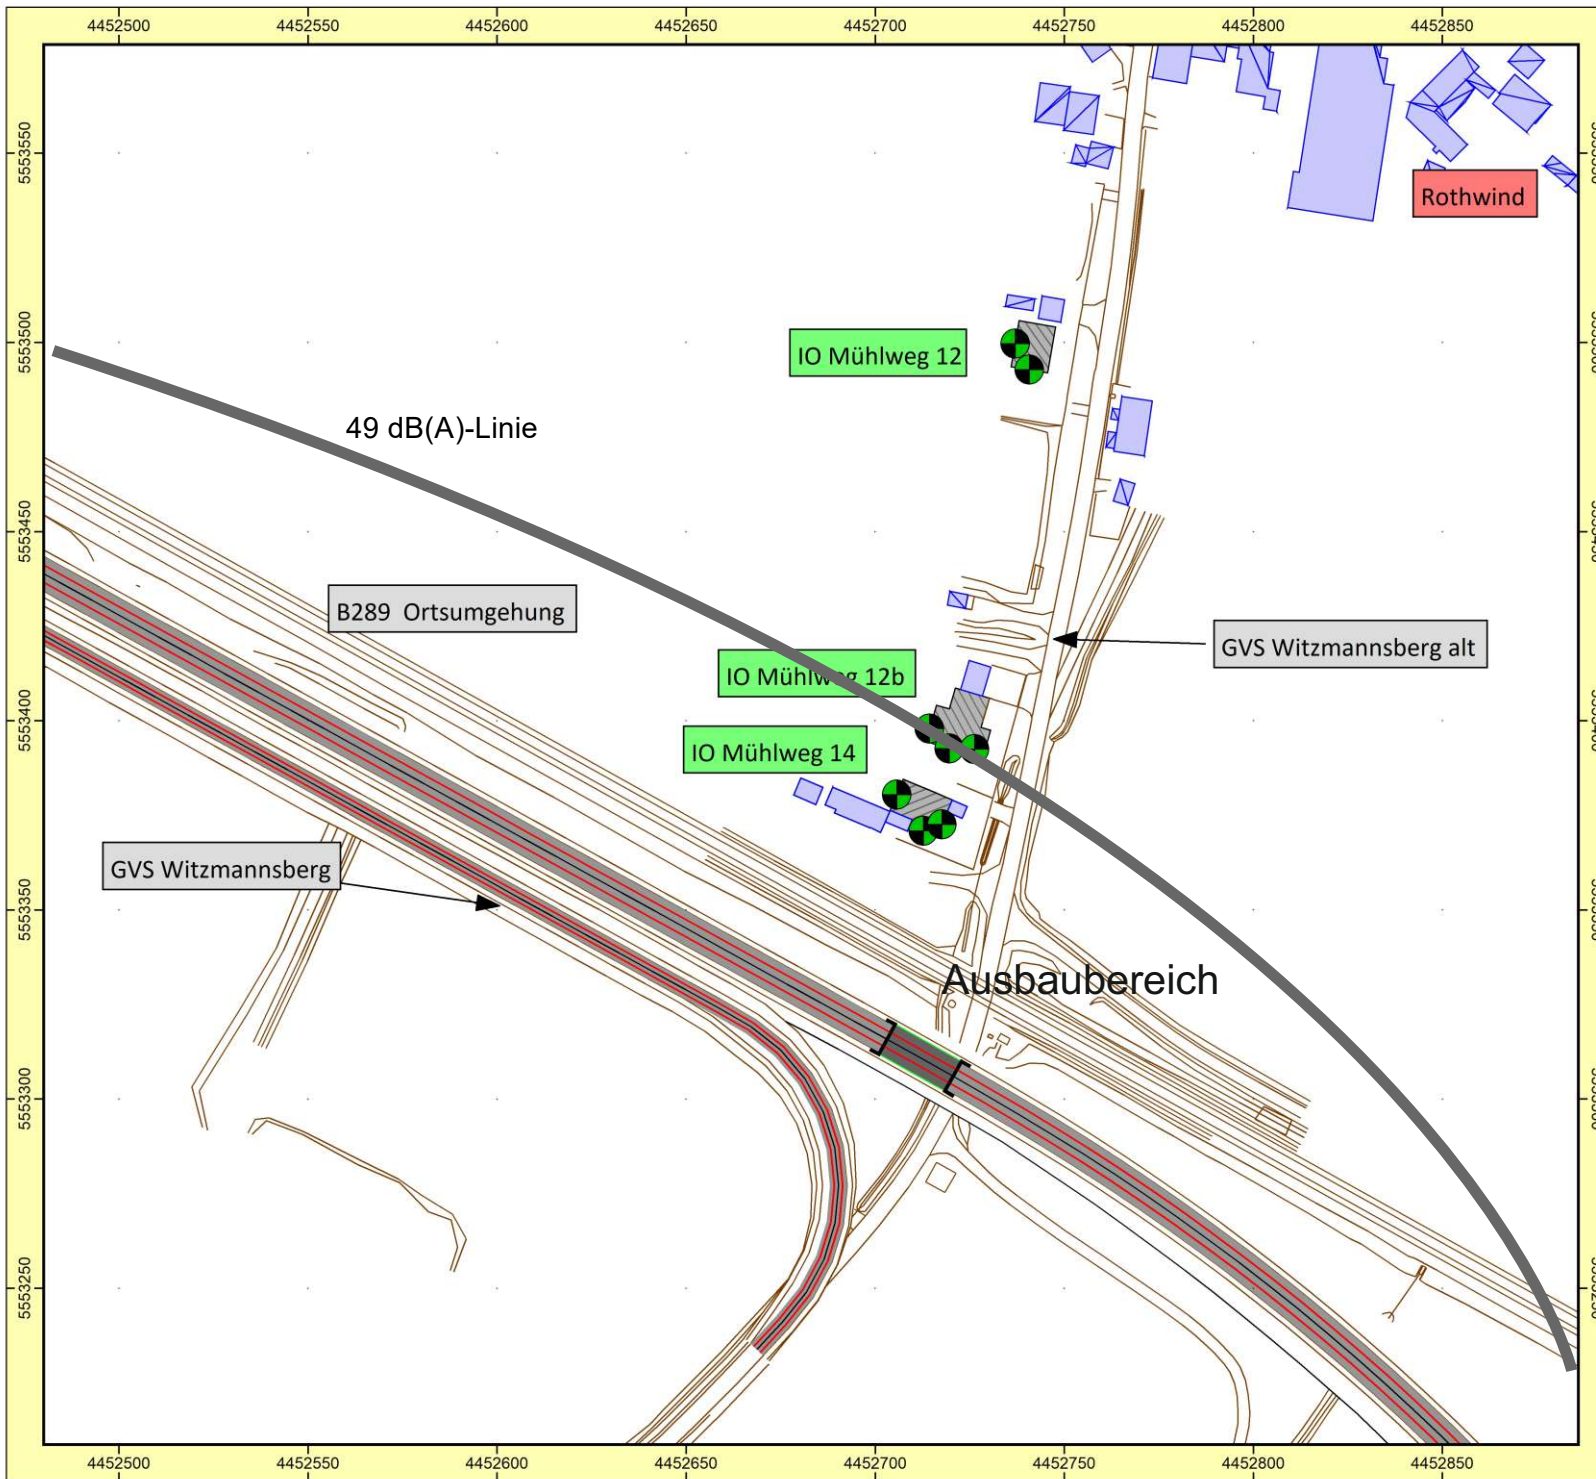 4452500 4452550 4452600 4452650 4452700 4452750 4452800 4452850
5553550
Rothwind
5553500
IO Mühlweg 12
49 dB(A)-Linie
5553450
B289 Ortsumgehung
GVS Witzmannsberg alt
IO Mühlweg 12b
5553400
IO Mühlweg 14
GVS Witzmannsberg
5553350
Ausbaubereich
5553300
5553250
4452500 4452550 4452600 4452650 4452700 4452750 4452800 4452850